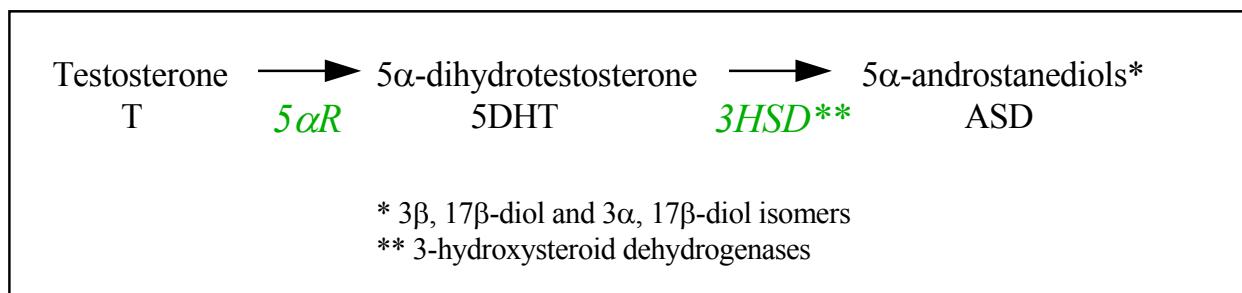 Testosterone 5α-dihydrotestosterone 5α-androstanediols*
T 5αR 5DHT 3HSD** ASD
* 3β, 17β-diol and 3α, 17β-diol isomers
** 3-hydroxysteroid dehydrogenases